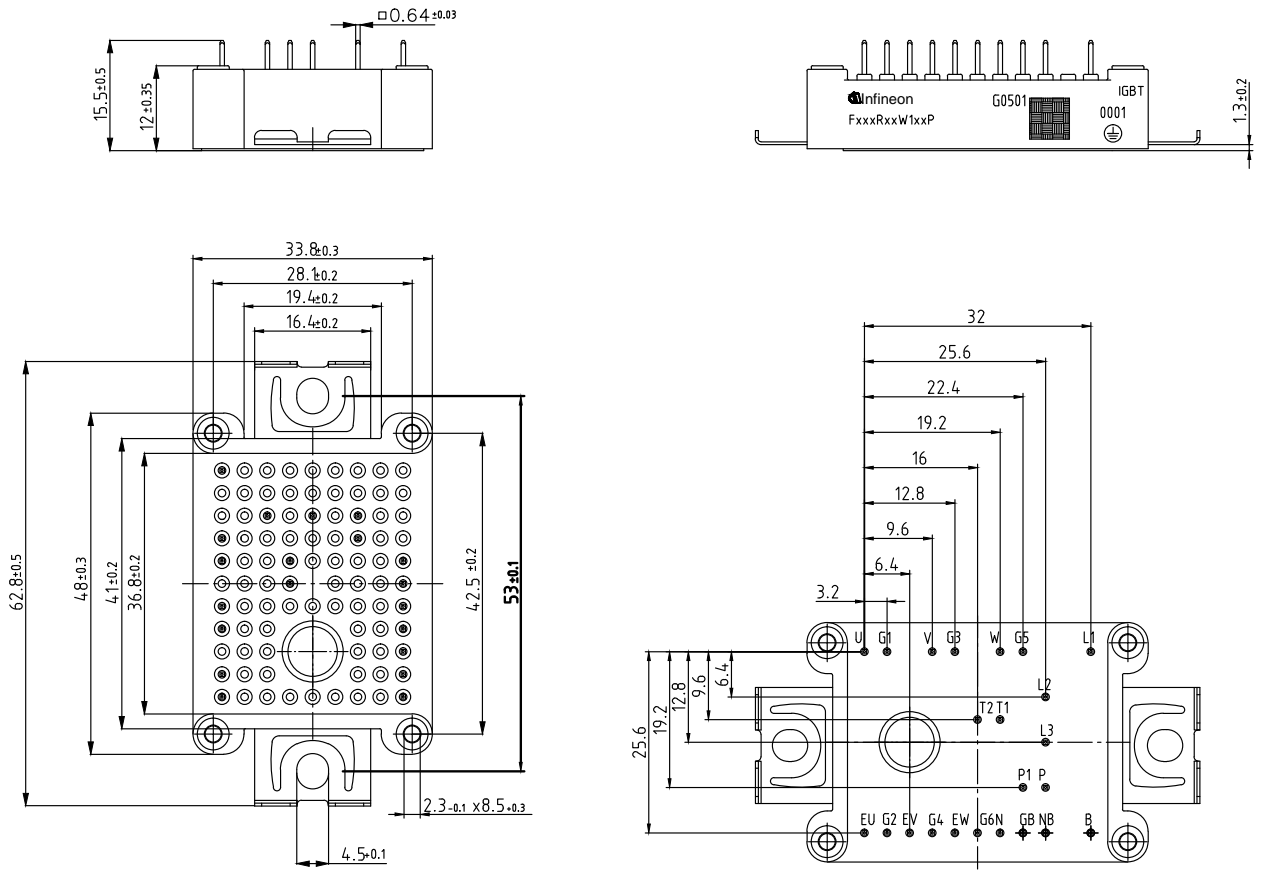 □0.64±0.03
15.5±0.5
12±0.35
Infineon
FxxxRxxW1xxP
G0501
IGBT
0001
1.3±0.2
33.8±0.3
28.1±0.2
19.4±0.2
16.4±0.2
62.8±0.5
48±0.3
41±0.2
36.8±0.2
42.5 ±0.2
53±0.1
2.3-0.1 x8.5+0.3
4.5+0.1
32
25.6
22.4
19.2
16
12.8
9.6
6.4
3.2
U G1 V G3 W G5 L1
25.6
19.2
12.8
9.6
6.4
L2
T2 T1
L3
P1 P
EU G2 EV G4 EW G6 N GB NB B